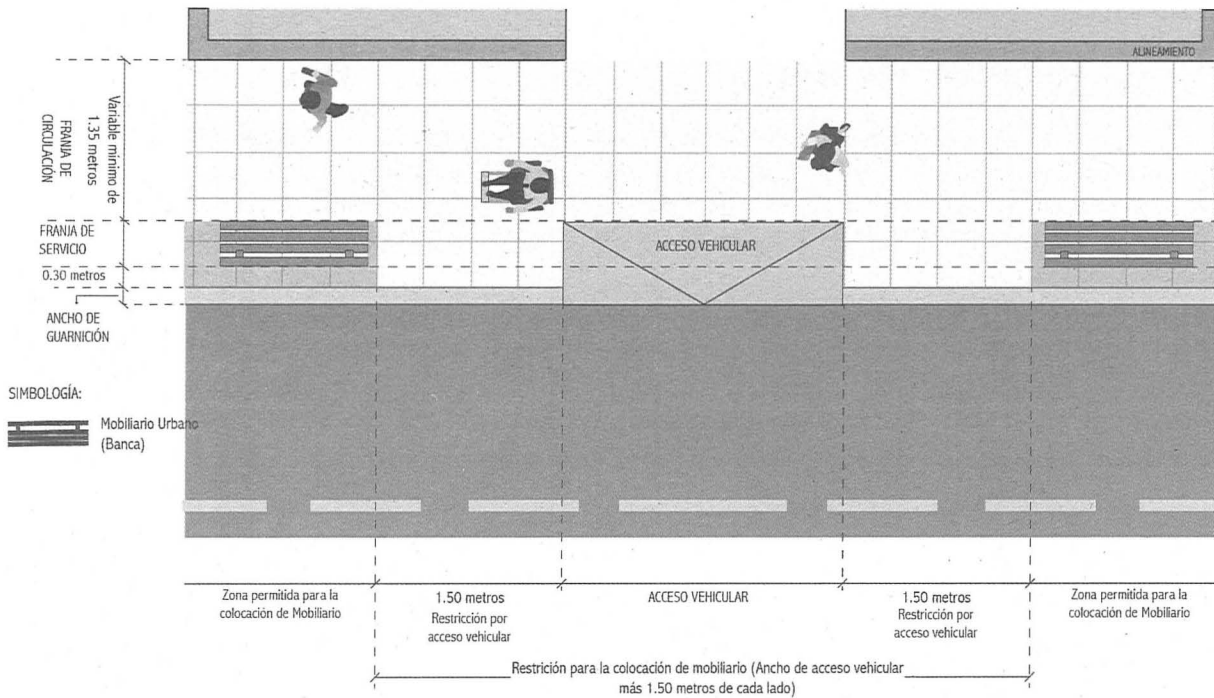 ALINEAMIENTO
Variable minimo de
1.35 metros
FRANJA DE
CIRCULACIÓN
FRANJA DE
SERVICIO
ACCESO VEHICULAR
0.30 metros
ANCHO DE
GUARNICIÓN
SIMBOLOGÍA:
Mobiliario Urbano
(Banca)
Zona permitida para la
colocación de Mobiliario
1.50 metros
Restricción por
acceso vehicular
ACCESO VEHICULAR
1.50 metros
Restricción por
acceso vehicular
Zona permitida para la
colocación de Mobiliario
Restrición para la colocación de mobiliario (Ancho de acceso vehicular
más 1.50 metros de cada lado)